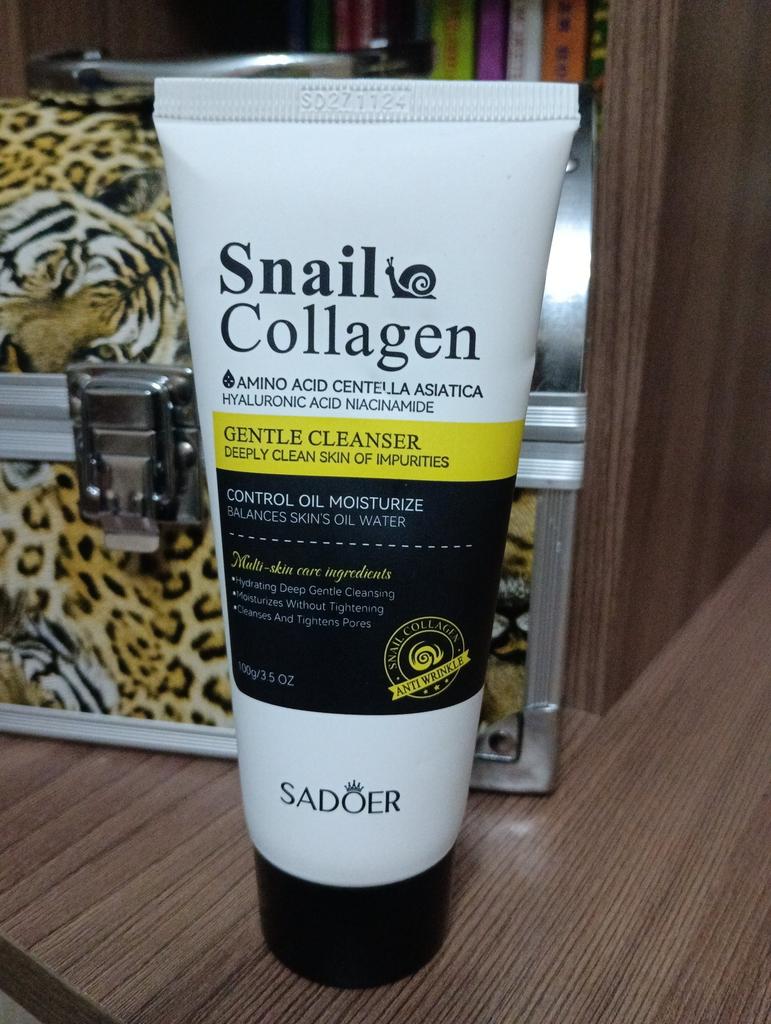 SD271124
Snail
Collagen
AMINO ACID CENTELLA ASIATICA
HYALURONIC ACID NIACINAMIDE
GENTLE CLEANSER
DEEPLY CLEAN SKIN OF IMPURITIES
CONTROL OIL MOISTURIZE
BALANCES SKIN'S OIL WATER
Multi-skin care ingredients
•Hydrating Deep Gentle Cleansing
•Moisturizes Without Tightening
•Cleanses And Tightens Pores
SNAIL COLLAGEN
ANTI WRINKLE
100g/3.5 OZ
SADOER